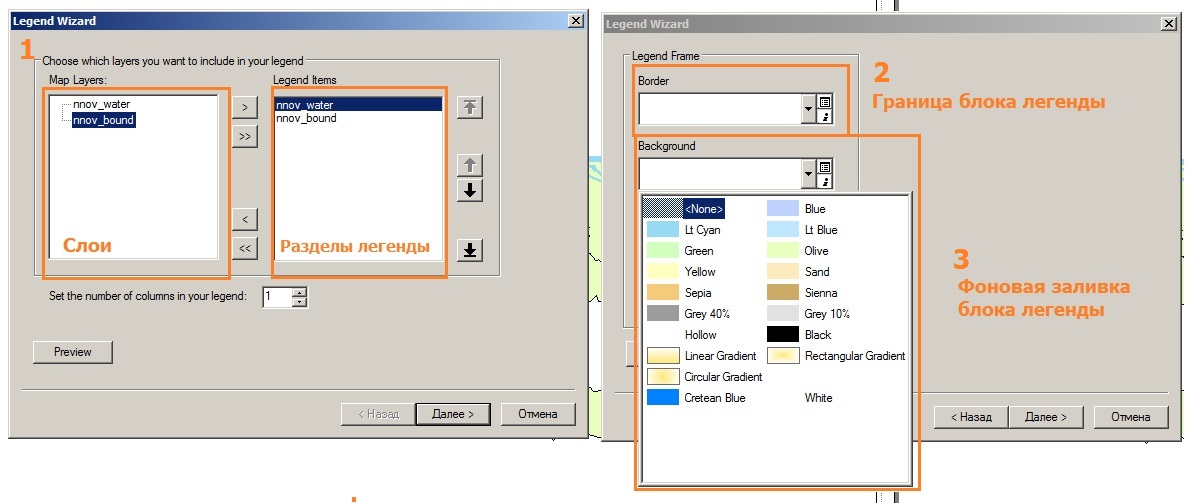 Legend Wizard
1
Choose which layers you want to include in your legend
Map Layers:
Legend Items
nnov_water
nnov_bound
nnov_water
nnov_bound
>
>>
<
<<
Слои
Разделы легенды
Set the number of columns in your legend:
1
Preview
< Назад
Далее >
Отмена
Legend Wizard
Legend Frame
Border
2
Граница блока легенды
Background
<None>
Blue
Lt Cyan
Lt Blue
Green
Olive
Yellow
Sand
Sepia
Sienna
Grey 40%
Grey 10%
Hollow
Black
Linear Gradient
Rectangular Gradient
Circular Gradient
Cretean Blue
White
3
Фоновая заливка
блока легенды
< Назад
Далее >
Отмена